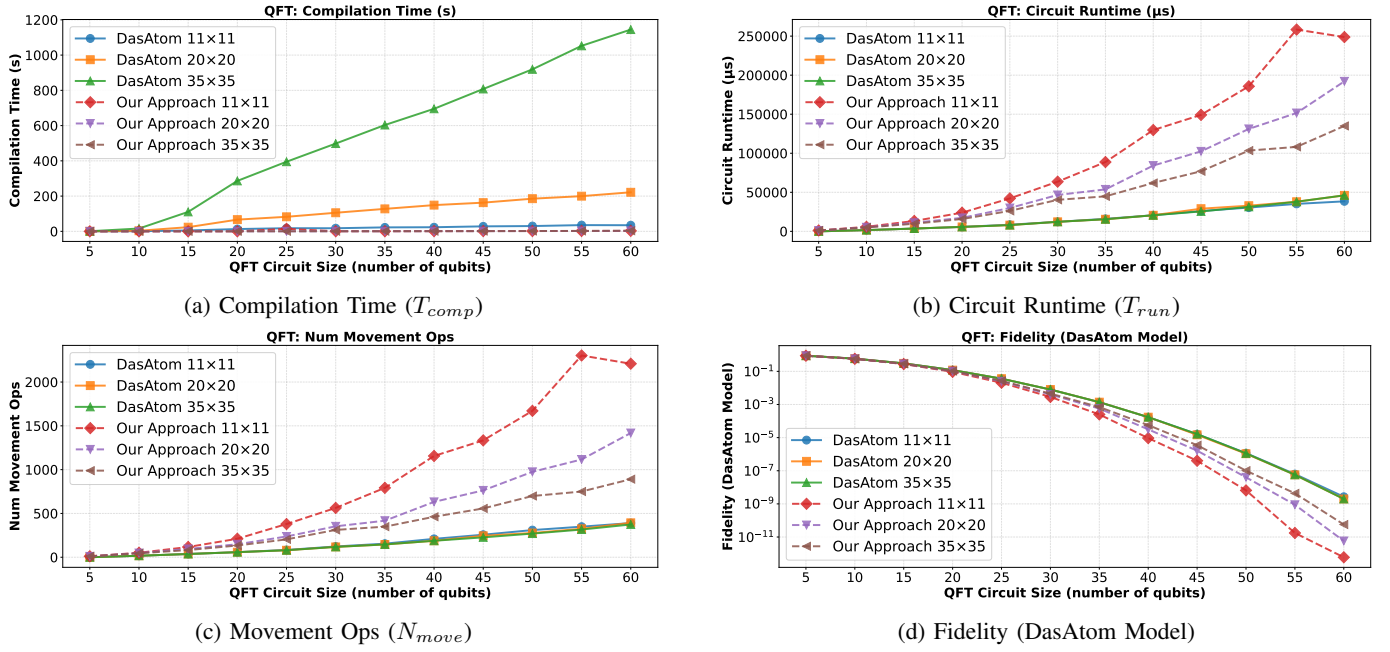 QFT: Compilation Time (s)
1200
1000
800
600
400
200
0
Compilation Time (s)
DasAtom 11×11
DasAtom 20×20
DasAtom 35×35
Our Approach 11×11
Our Approach 20×20
Our Approach 35×35
5 10 15 20 25 30 35 40 45 50 55 60
QFT Circuit Size (number of qubits)
(a) Compilation Time (T_comp)
QFT: Circuit Runtime (µs)
250000
200000
150000
100000
50000
0
Circuit Runtime (µs)
DasAtom 11×11
DasAtom 20×20
DasAtom 35×35
Our Approach 11×11
Our Approach 20×20
Our Approach 35×35
5 10 15 20 25 30 35 40 45 50 55 60
QFT Circuit Size (number of qubits)
(b) Circuit Runtime (T_run)
QFT: Num Movement Ops
2000
1500
1000
500
0
Num Movement Ops
DasAtom 11×11
DasAtom 20×20
DasAtom 35×35
Our Approach 11×11
Our Approach 20×20
Our Approach 35×35
5 10 15 20 25 30 35 40 45 50 55 60
QFT Circuit Size (number of qubits)
(c) Movement Ops (N_move)
QFT: Fidelity (DasAtom Model)
10⁻¹
10⁻³
10⁻⁵
10⁻⁷
10⁻⁹
10⁻¹¹
Fidelity (DasAtom Model)
DasAtom 11×11
DasAtom 20×20
DasAtom 35×35
Our Approach 11×11
Our Approach 20×20
Our Approach 35×35
5 10 15 20 25 30 35 40 45 50 55 60
QFT Circuit Size (number of qubits)
(d) Fidelity (DasAtom Model)